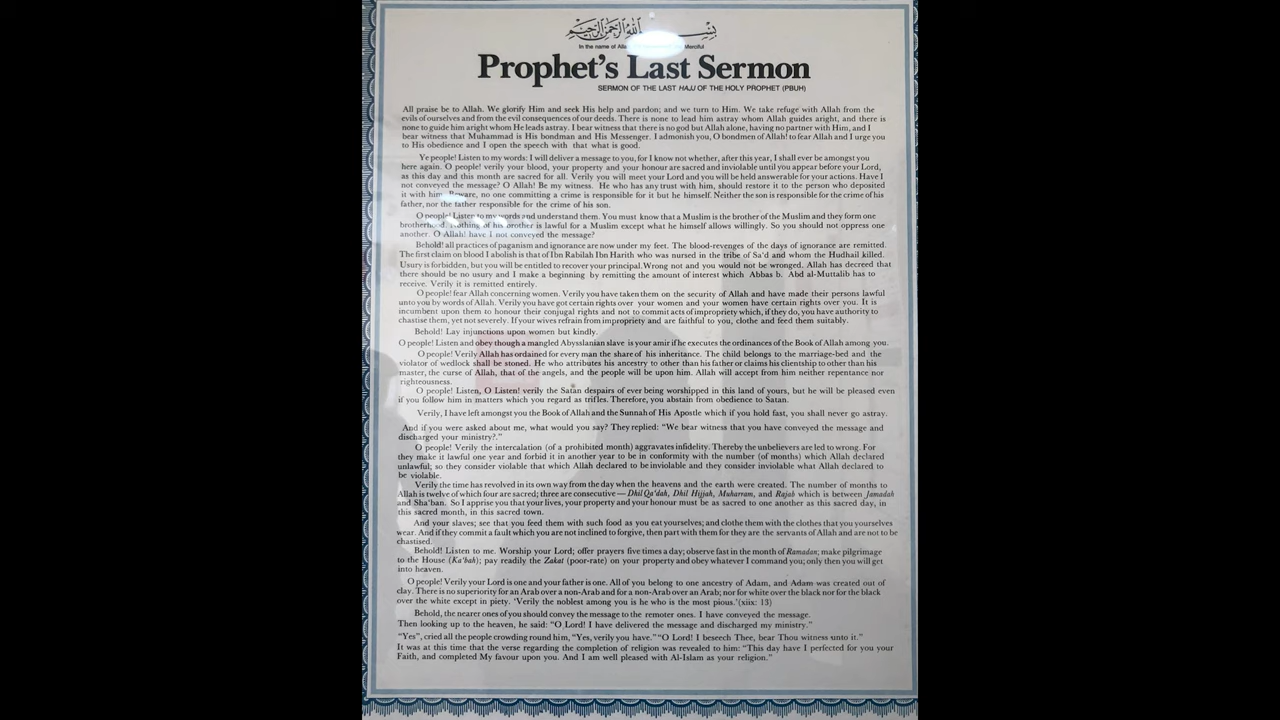 بِسْمِ اللهِ الرَّحْمٰنِ الرَّحِيْمِ
In the name of Merciful
Prophet's Last Sermon
SERMON OF THE LAST HAJJ OF THE HOLY PROPHET (PBUH)
All praise be to Allah. We glorify Him and seek His help and pardon; and we turn to Him. We take refuge with Allah from the
evils of ourselves and from the evil consequences of our deeds. There is none to lead him astray whom Allah guides aright, and there is
none to guide him aright whom He leads astray. I bear witness that there is no god but Allah alone, having no partner with Him, and I
bear witness that Muhammad is His bondman and His Messenger. I admonish you, O bondmen of Allah! to fear Allah and I urge you
to His obedience and I open the speech with that what is good.
Ye people! Listen to my words: I will deliver a message to you, for I know not whether, after this year, I shall ever be amongst you
here again. O people! verily your blood, your property and your honour are sacred and inviolable until you appear before your Lord,
as this day and this month are sacred for all. Verily you will meet your Lord and you will be held answerable for your actions. Have I
not conveyed the message? O Allah! Be my witness. He who has any trust with him, should restore it to the person who deposited
it with him. Beware, no one committing a crime is responsible for it but he himself. Neither the son is responsible for the crime of his
father, nor the father responsible for the crime of his son.
O people! Listen to my words and understand them. You must know that a Muslim is the brother of the Muslim and they form one
brotherhood. Nothing of his brother is lawful for a Muslim except what he himself allows willingly. So you should not oppress one
another. O Allah! have I not conveyed the message?
Behold! all practices of paganism and ignorance are now under my feet. The blood-revenges of the days of ignorance are remitted.
The first claim on blood I abolish is that of Ibn Rabilah Ibn Harith who was nursed in the tribe of Sa'd and whom the Hudhail killed.
Usury is forbidden, but you will be entitled to recover your principal. Wrong not and you would not be wronged. Allah has decreed that
there should be no usury and I make a beginning by remitting the amount of interest which Abbas b. Abd al-Muttalib has to
receive. Verily it is remitted entirely.
O people! fear Allah concerning women. Verily you have taken them on the security of Allah and have made their persons lawful
unto you by words of Allah. Verily you have got certain rights over your women and your women have certain rights over you. It is
incumbent upon them to honour their conjugal rights and not to commit acts of impropriety which, if they do, you have authority to
chastise them, yet not severely. If your wives refrain from impropriety and are faithful to you, clothe and feed them suitably.
Behold! Lay injunctions upon women but kindly.
O people! Listen and obey though a mangled Abysslanian slave is your amir if he executes the ordinances of the Book of Allah among you.
O people! Verily Allah has ordained for every man the share of his inheritance. The child belongs to the marriage-bed and the
violator of wedlock shall be stoned. He who attributes his ancestry to other than his father or claims his clientship to other than his
master, the curse of Allah, that of the angels, and the people will be upon him. Allah will accept from him neither repentance nor
righteousness.
O people! Listen, O Listen! verily the Satan despairs of ever being worshipped in this land of yours, but he will be pleased even
if you follow him in matters which you regard as trifles. Therefore, you abstain from obedience to Satan.
Verily, I have left amongst you the Book of Allah and the Sunnah of His Apostle which if you hold fast, you shall never go astray.
And if you were asked about me, what would you say? They replied: "We bear witness that you have conveyed the message and
discharged your ministry?."
O people! Verily the intercalation (of a prohibited month) aggravates infidelity. Thereby the unbelievers are led to wrong. For
they make it lawful one year and forbid it in another year to be in conformity with the number (of months) which Allah declared
unlawful; so they consider violable that which Allah declared to be inviolable and they consider inviolable what Allah declared to
be violable.
Verily the time has revolved in its own way from the day when the heavens and the earth were created. The number of months to
Allah is twelve of which four are sacred; three are consecutive — Dhil Qa'dah, Dhil Hijjah, Muharram, and Rajab which is between Jamadah
and Sha'ban. So I apprise you that your lives, your property and your honour must be as sacred to one another as this sacred day, in
this sacred month, in this sacred town.
And your slaves; see that you feed them with such food as you eat yourselves; and clothe them with the clothes that you yourselves
wear. And if they commit a fault which you are not inclined to forgive, then part with them for they are the servants of Allah and are not to be
chastised.
Behold! Listen to me. Worship your Lord; offer prayers five times a day; observe fast in the month of Ramadan; make pilgrimage
to the House (Ka'bah); pay readily the Zakat (poor-rate) on your property and obey whatever I command you; only then you will get
into heaven.
O people! Verily your Lord is one and your father is one. All of you belong to one ancestry of Adam, and Adam was created out of
clay. There is no superiority for an Arab over a non-Arab and for a non-Arab over an Arab; nor for white over the black nor for the black
over the white except in piety. 'Verily the noblest among you is he who is the most pious.'(xiix: 13)
Behold, the nearer ones of you should convey the message to the remoter ones. I have conveyed the message.
Then looking up to the heaven, he said: "O Lord! I have delivered the message and discharged my ministry."
"Yes", cried all the people crowding round him, "Yes, verily you have." "O Lord! I beseech Thee, bear Thou witness unto it."
It was at this time that the verse regarding the completion of religion was revealed to him: "This day have I perfected for you your
Faith, and completed My favour upon you. And I am well pleased with Al-Islam as your religion."